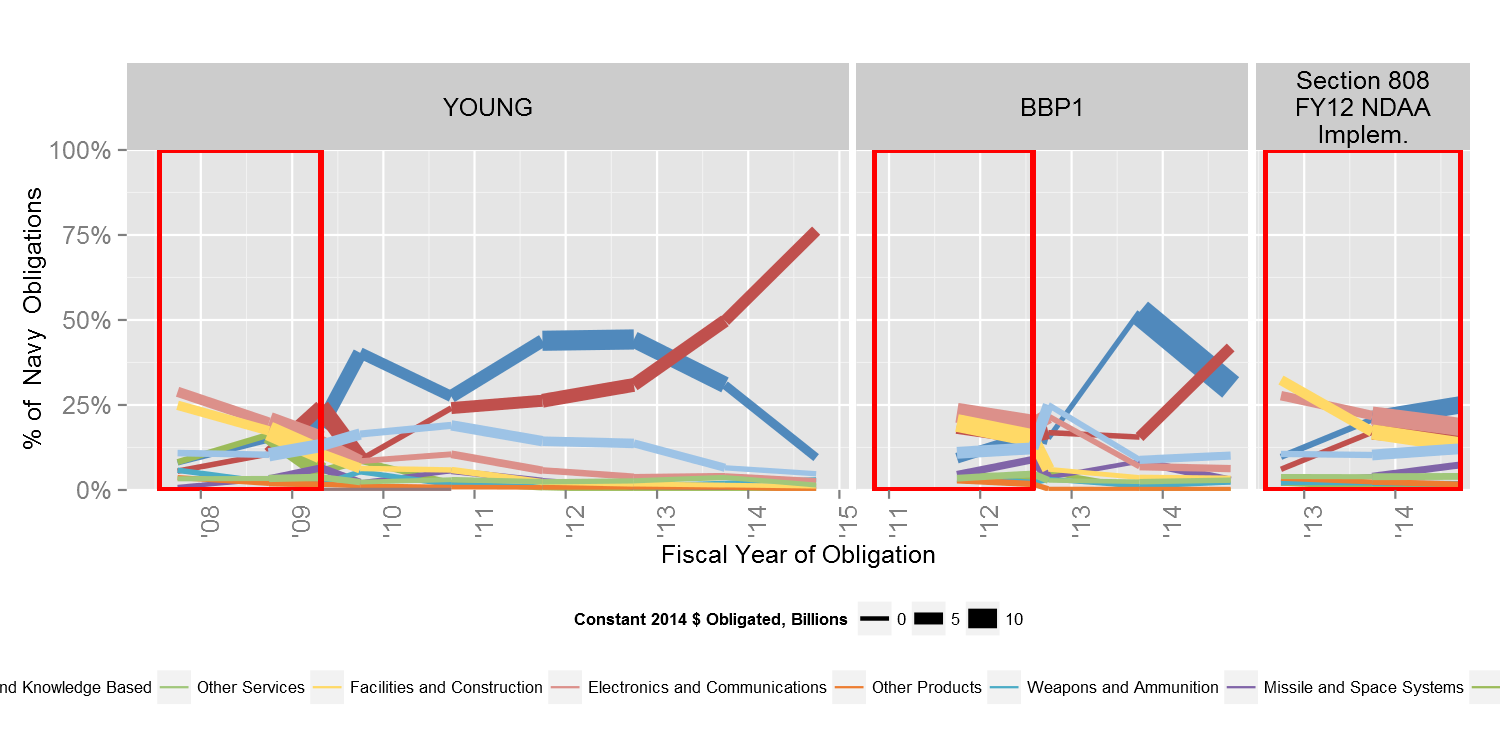 YOUNG
BBP1
Section 808
FY12 NDAA
Implem.
100%
75%
50%
25%
0%
% of Navy Obligations
'08
'09
'10
'11
'12
'13
'14
'15
'11
'12
'13
'14
'13
'14
Fiscal Year of Obligation
Constant 2014 $ Obligated, Billions 0 5 10
nd Knowledge Based Other Services Facilities and Construction Electronics and Communications Other Products Weapons and Ammunition Missile and Space Systems